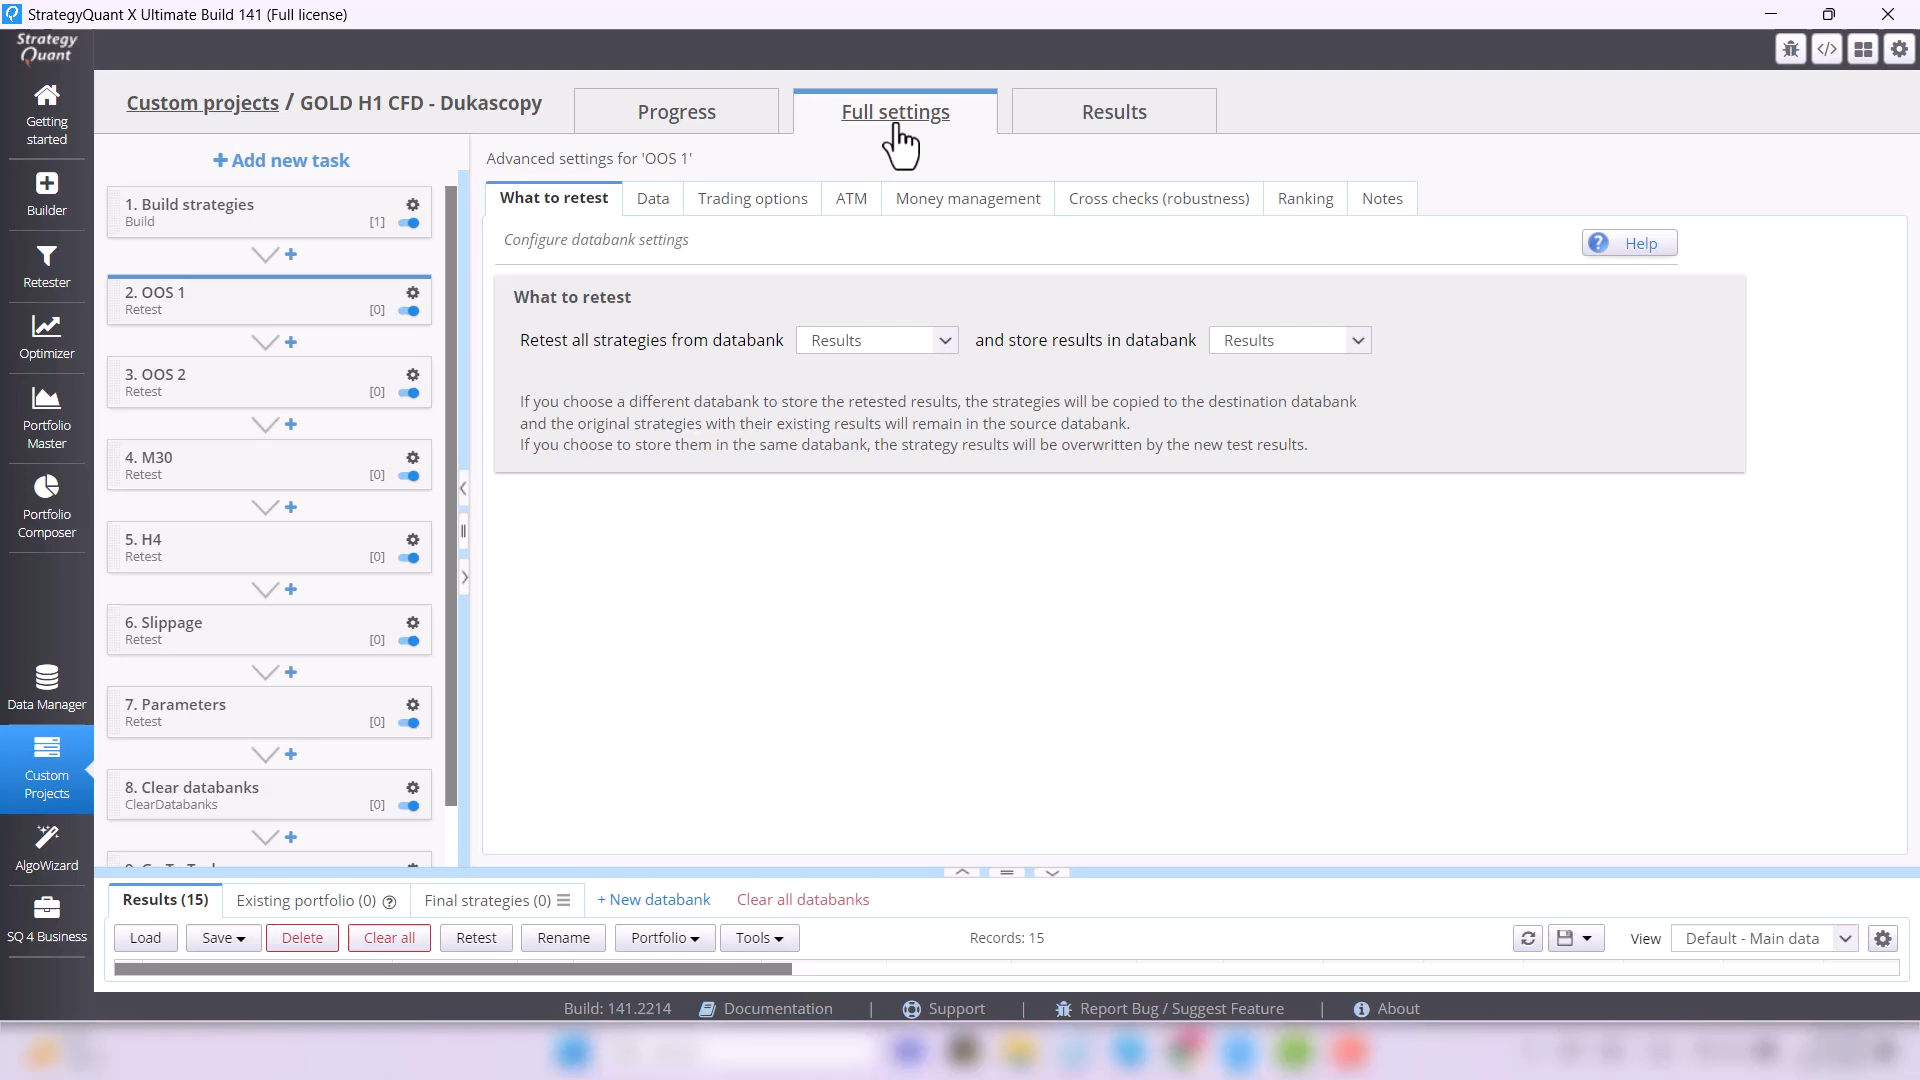 StrategyQuant X Ultimate Build 141 (Full license)
Strategy
Quant
Getting
started
Builder
Retester
Optimizer
Portfolio
Master
Portfolio
Composer
Data Manager
Custom
Projects
AlgoWizard
SQ 4 Business
Custom projects / GOLD H1 CFD - Dukascopy
Progress
Full settings
Results
+ Add new task
1. Build strategies
Build [1]
2. OOS 1
Retest [0]
3. OOS 2
Retest [0]
4. M30
Retest [0]
5. H4
Retest [0]
6. Slippage
Retest [0]
7. Parameters
Retest [0]
8. Clear databanks
ClearDatabanks [0]
Advanced settings for 'OOS 1'
What to retest
Data
Trading options
ATM
Money management
Cross checks (robustness)
Ranking
Notes
Configure databank settings
? Help
What to retest
Retest all strategies from databank Results and store results in databank Results
If you choose a different databank to store the retested results, the strategies will be copied to the destination databank
and the original strategies with their existing results will remain in the source databank.
If you choose to store them in the same databank, the strategy results will be overwritten by the new test results.
Results (15)
Existing portfolio (0) ?
Final strategies (0)
+ New databank
Clear all databanks
Load
Save
Delete
Clear all
Retest
Rename
Portfolio
Tools
Records: 15
View
Default - Main data
Build: 141.2214
Documentation
|
Support
|
Report Bug / Suggest Feature
|
About